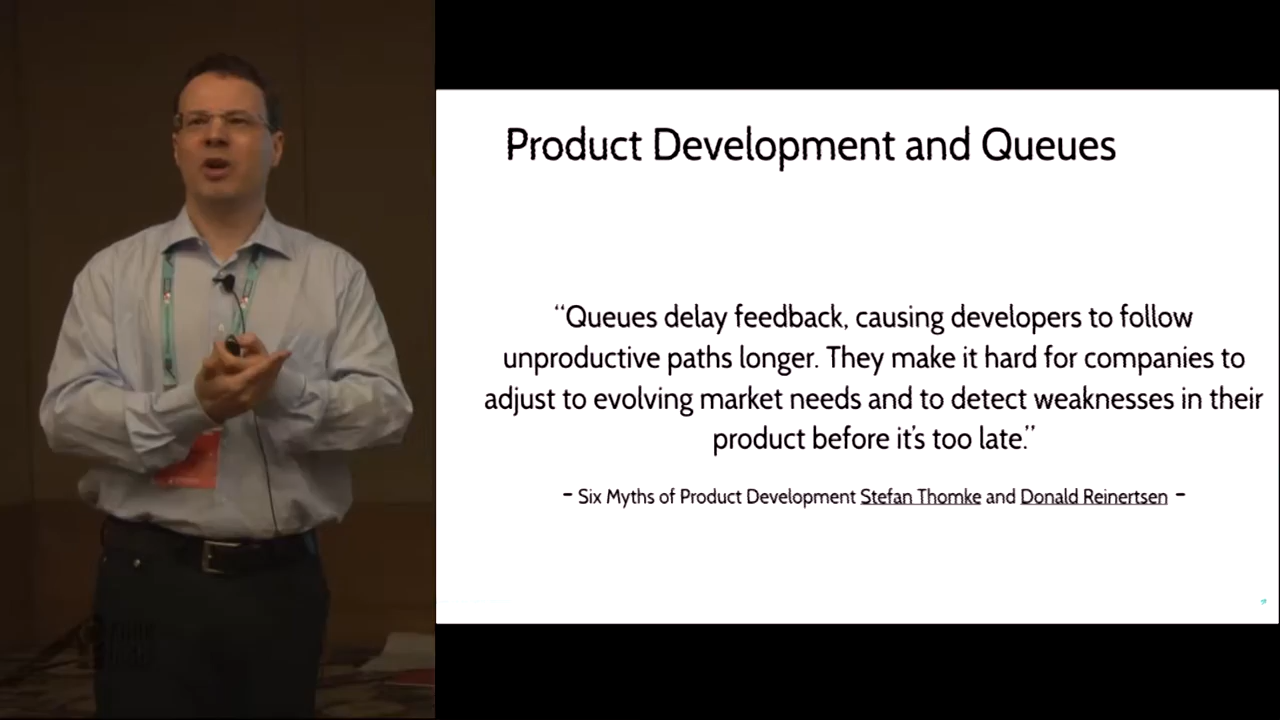 Product Development and Queues
“Queues delay feedback, causing developers to follow
unproductive paths longer. They make it hard for companies to
adjust to evolving market needs and to detect weaknesses in their
product before it’s too late.”
– Six Myths of Product Development Stefan Thomke and Donald Reinertsen –